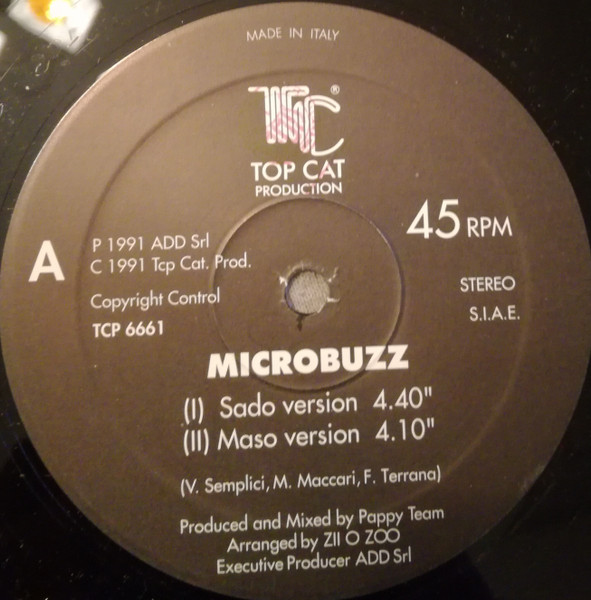 MADE IN ITALY
®
TOP CAT
PRODUCTION
45 RPM
A
P 1991 ADD Srl
C 1991 Tcp Cat. Prod.
Copyright Control
TCP 6661
STEREO
S.I.A.E.
MICROBUZZ
(I) Sado version 4.40"
(II) Maso version 4.10"
(V. Semplici, M. Maccari, F. Terrana)
Produced and Mixed by Pappy Team
Arranged by ZII O ZOO
Executive Producer ADD Srl